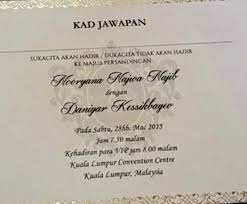 KAD JAWAPAN
SUKACITA AKAN HADIR / DUKACITA TIDAK AKAN HADIR
KE MAJLIS PERSANDINGAN
Nooryana Najwa Najib
dengan
Daniyar Kessikbayev
Pada Sabtu, 28hb. Mac 2015
Jam 7.50 malam
Kehadiran para VIP jam 8.00 malam
Kuala Lumpur Convention Centre
Kuala Lumpur, Malaysia